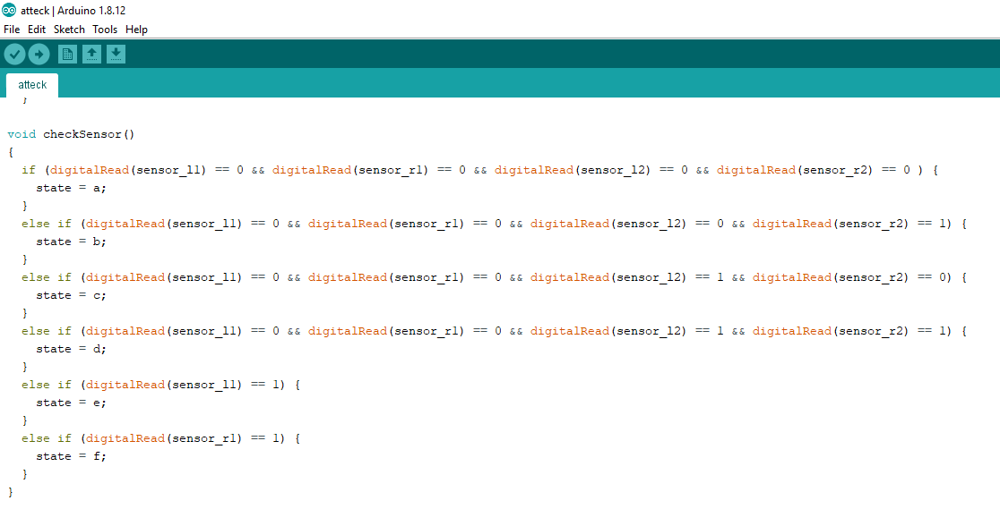 atteck | Arduino 1.8.12
File Edit Sketch Tools Help
atteck
}
void checkSensor()
{
  if (digitalRead(sensor_l1) == 0 && digitalRead(sensor_r1) == 0 && digitalRead(sensor_l2) == 0 && digitalRead(sensor_r2) == 0 ) {
    state = a;
  }
  else if (digitalRead(sensor_l1) == 0 && digitalRead(sensor_r1) == 0 && digitalRead(sensor_l2) == 0 && digitalRead(sensor_r2) == 1) {
    state = b;
  }
  else if (digitalRead(sensor_l1) == 0 && digitalRead(sensor_r1) == 0 && digitalRead(sensor_l2) == 1 && digitalRead(sensor_r2) == 0) {
    state = c;
  }
  else if (digitalRead(sensor_l1) == 0 && digitalRead(sensor_r1) == 0 && digitalRead(sensor_l2) == 1 && digitalRead(sensor_r2) == 1) {
    state = d;
  }
  else if (digitalRead(sensor_l1) == 1) {
    state = e;
  }
  else if (digitalRead(sensor_r1) == 1) {
    state = f;
  }
}